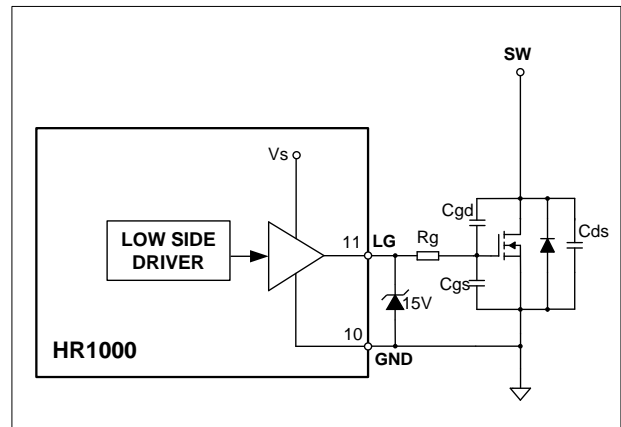 SW
Vs
LOW SIDE
DRIVER
11
LG
Rg
Cgd
Cgs
Cds
15V
10
GND
HR1000